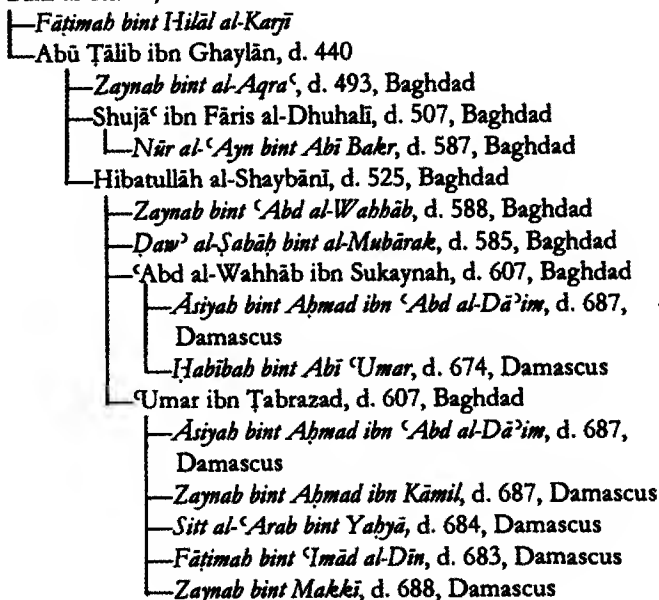 Fāṭimah bint Hilāl al-Karjī
Abū Ṭālib ibn Ghaylān, d. 440
Zaynab bint al-Aqraʿ, d. 493, Baghdad
Shujāʿ ibn Fāris al-Dhuhalī, d. 507, Baghdad
Nūr al-ʿAyn bint Abī Bakr, d. 587, Baghdad
Hibatullāh al-Shaybānī, d. 525, Baghdad
Zaynab bint ʿAbd al-Wahhāb, d. 588, Baghdad
Ḍawʾ al-Ṣabāḥ bint al-Mubārak, d. 585, Baghdad
ʿAbd al-Wahhāb ibn Sukaynah, d. 607, Baghdad
Āsiyah bint Aḥmad ibn ʿAbd al-Dāʾim, d. 687,
Damascus
Ḥabībah bint Abī ʿUmar, d. 674, Damascus
ʿUmar ibn Ṭabrazad, d. 607, Baghdad
Āsiyah bint Aḥmad ibn ʿAbd al-Dāʾim, d. 687,
Damascus
Zaynab bint Aḥmad ibn Kāmil, d. 687, Damascus
Sitt al-ʿArab bint Yaḥyā, d. 684, Damascus
Fāṭimah bint ʿImād al-Dīn, d. 683, Damascus
Zaynab bint Makkī, d. 688, Damascus